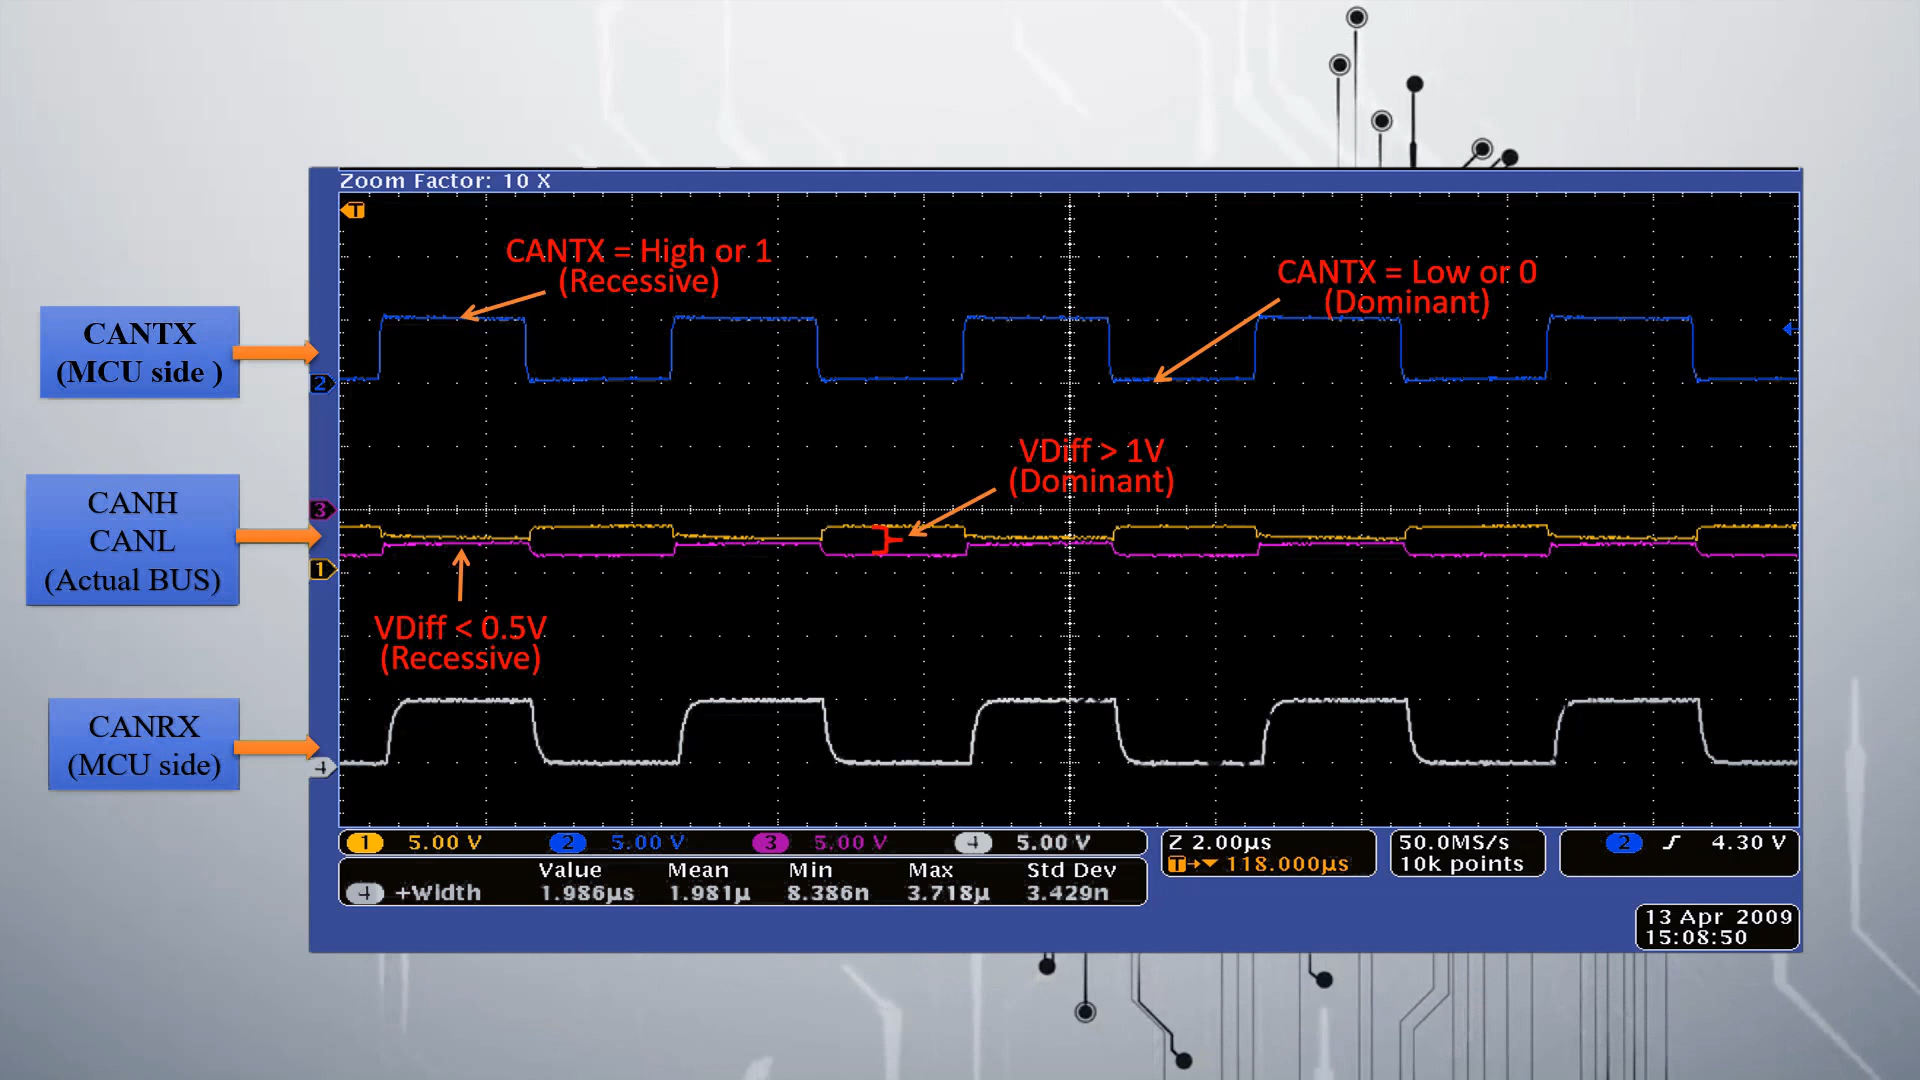 Zoom Factor: 10 X
T
CANTX = High or 1
(Recessive)
CANTX = Low or 0
(Dominant)
CANTX
(MCU side )
2
VDiff > 1V
(Dominant)
CANH
CANL
(Actual BUS)
3
1
VDiff < 0.5V
(Recessive)
CANRX
(MCU side)
4
1 5.00 V 2 5.00 V 3 5.00 V 4 5.00 V
Z 2.00µs
T→▼ 118.000µs
50.0MS/s
10k points
2 4.30 V
Value Mean Min Max Std Dev
4 +Width 1.986µs 1.981µ 8.386n 3.718µ 3.429n
13 Apr 2009
15:08:50